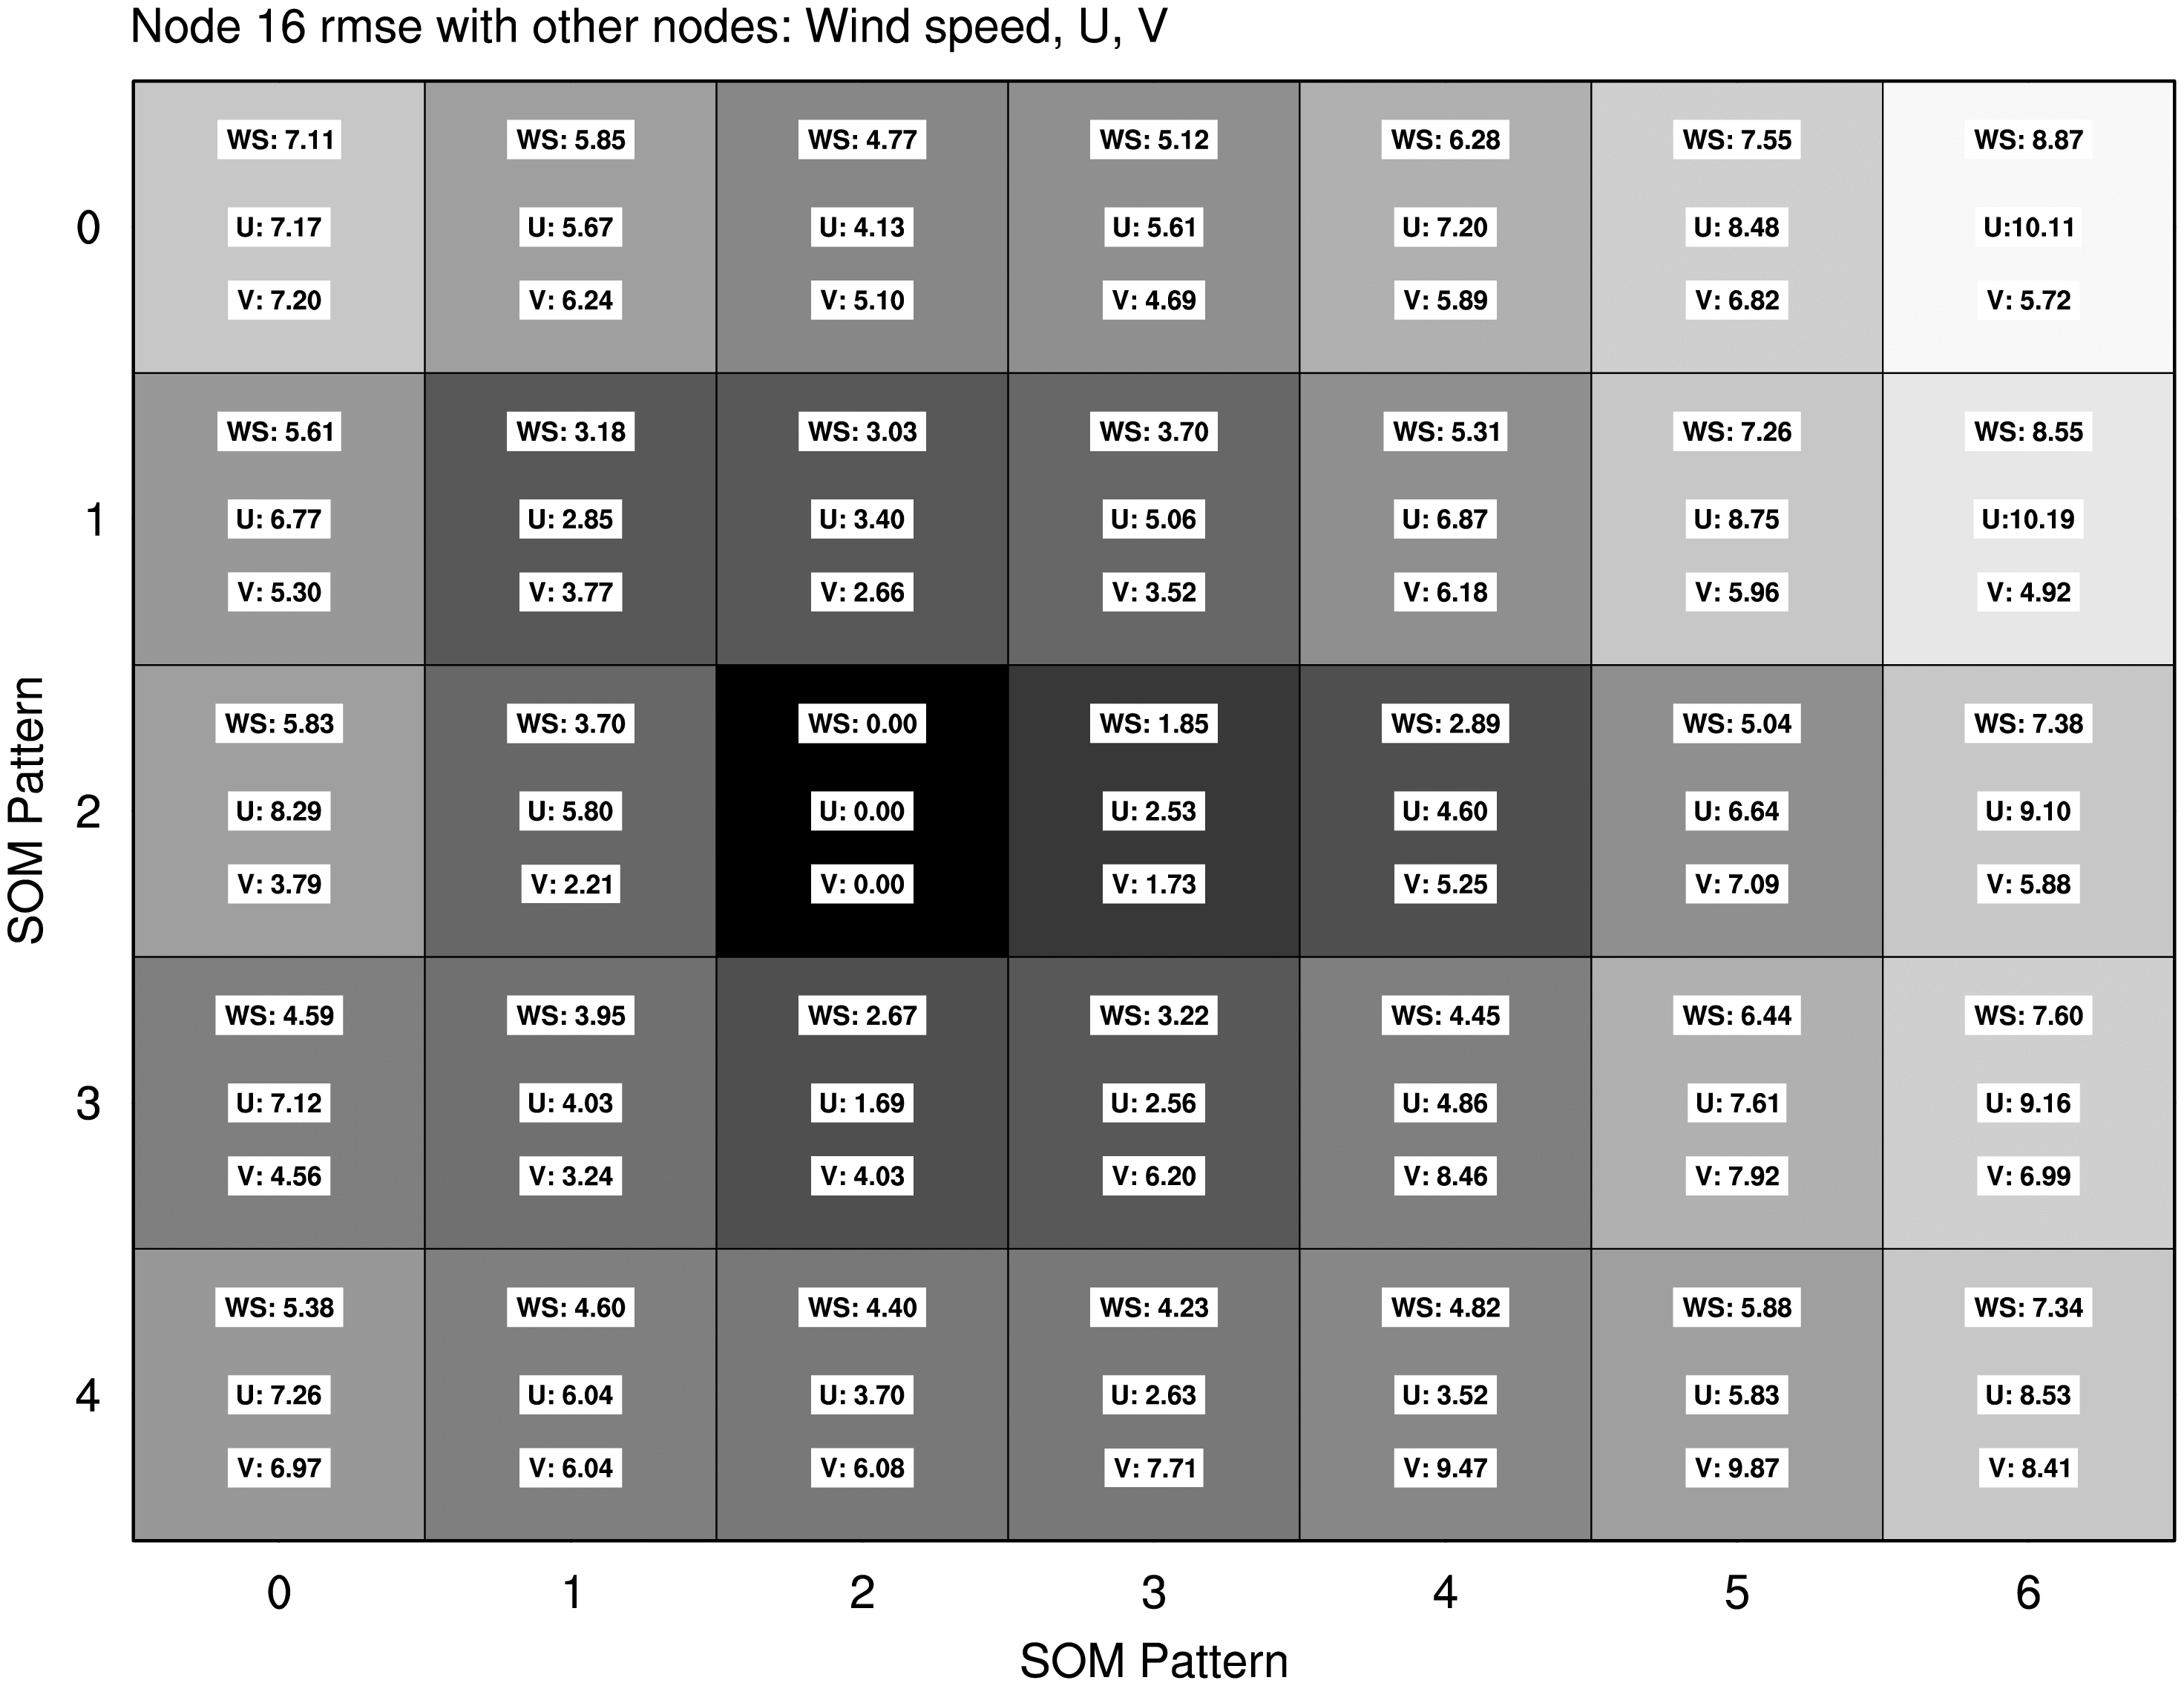 Node 16 rmse with other nodes: Wind speed, U, V
WS: 7.11 WS: 5.85 WS: 4.77 WS: 5.12 WS: 6.28 WS: 7.55 WS: 8.87
0 U: 7.17 U: 5.67 U: 4.13 U: 5.61 U: 7.20 U: 8.48 U:10.11
V: 7.20 V: 6.24 V: 5.10 V: 4.69 V: 5.89 V: 6.82 V: 5.72
WS: 5.61 WS: 3.18 WS: 3.03 WS: 3.70 WS: 5.31 WS: 7.26 WS: 8.55
1 U: 6.77 U: 2.85 U: 3.40 U: 5.06 U: 6.87 U: 8.75 U:10.19
V: 5.30 V: 3.77 V: 2.66 V: 3.52 V: 6.18 V: 5.96 V: 4.92
SOM Pattern
WS: 5.83 WS: 3.70 WS: 0.00 WS: 1.85 WS: 2.89 WS: 5.04 WS: 7.38
2 U: 8.29 U: 5.80 U: 0.00 U: 2.53 U: 4.60 U: 6.64 U: 9.10
V: 3.79 V: 2.21 V: 0.00 V: 1.73 V: 5.25 V: 7.09 V: 5.88
WS: 4.59 WS: 3.95 WS: 2.67 WS: 3.22 WS: 4.45 WS: 6.44 WS: 7.60
3 U: 7.12 U: 4.03 U: 1.69 U: 2.56 U: 4.86 U: 7.61 U: 9.16
V: 4.56 V: 3.24 V: 4.03 V: 6.20 V: 8.46 V: 7.92 V: 6.99
WS: 5.38 WS: 4.60 WS: 4.40 WS: 4.23 WS: 4.82 WS: 5.88 WS: 7.34
4 U: 7.26 U: 6.04 U: 3.70 U: 2.63 U: 3.52 U: 5.83 U: 8.53
V: 6.97 V: 6.04 V: 6.08 V: 7.71 V: 9.47 V: 9.87 V: 8.41
0 1 2 3 4 5 6
SOM Pattern